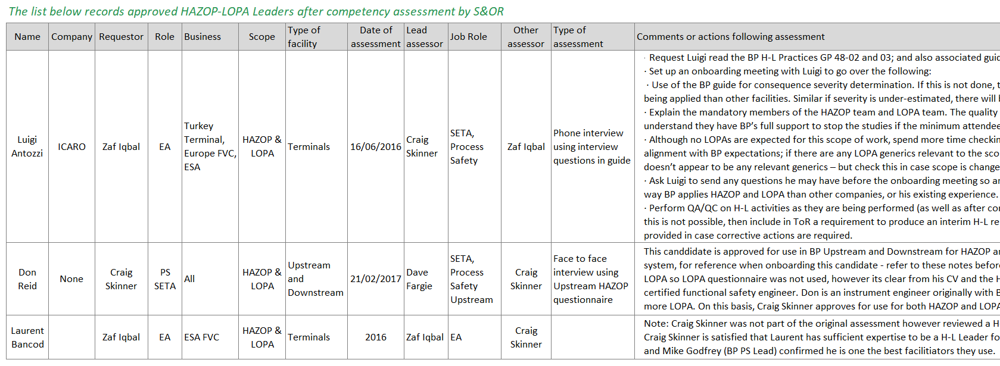 The list below records approved HAZOP-LOPA Leaders after competency assessment by S&OR
Name
Company
Requestor
Role
Business
Scope
Type of
facility
Date of
assessment
Lead
assessor
Job Role
Other
assessor
Type of
assessment
Comments or actions following assessment
Luigi
Antozzi
ICARO
Zaf Iqbal
EA
Turkey
Terminal,
Europe FVC,
ESA
HAZOP &
LOPA
Terminals
16/06/2016
Craig
Skinner
SETA,
Process
Safety
Zaf Iqbal
Phone interview
using interview
questions in guide
· Request Luigi read the BP H-L Practices GP 48-02 and 03; and also associated guid
· Set up an onboarding meeting with Luigi to go over the following:
· Use of the BP guide for consequence severity determination. If this is not done, t
being applied than other facilities. Similar if severity is under-estimated, there will b
· Explain the mandatory members of the HAZOP team and LOPA team. The quality
understand they have BP’s full support to stop the studies if the minimum attendee
· Although no LOPAs are expected for this scope of work, spend more time checkin
alignment with BP expectations; if there are any LOPA generics relevant to the sco
doesn’t appear to be any relevant generics – but check this in case scope is change
· Ask Luigi to send any questions he may have before the onboarding meeting so an
way BP applies HAZOP and LOPA than other companies, or his existing experience.
· Perform QA/QC on H-L activities as they are being performed (as well as after con
this is not possible, then include in ToR a requirement to produce an interim H-L re
provided in case corrective actions are required.
Don
Reid
None
Craig
Skinner
PS
SETA
All
HAZOP &
LOPA
Upstream
and
Downstream
21/02/2017
Dave
Fargie
SETA,
Process
Safety
Upstream
Craig
Skinner
Face to face
interview using
Upstream HAZOP
questionnaire
This canddidate is approved for use in BP Upstream and Downstream for HAZOP an
system, for reference when onboarding this candidate - refer to these notes before
LOPA so LOPA questionnaire was not used, however its clear from his CV and the H
certified functional safety engineer. Don is an instrument engineer originally with B
more LOPA. On this basis, Craig Skinner approves for use for both HAZOP and LOPA
Laurent
Bancod
Zaf Iqbal
EA
ESA FVC
HAZOP &
LOPA
Terminals
2016
Zaf Iqbal
EA
Craig
Skinner
Note: Craig Skinner was not part of the original assessment however reviewed a H-
Craig Skinner is satisfied that Laurent has sufficient expertise to be a H-L Leader fo
and Mike Godfrey (BP PS Lead) confirmed he is one the best facilitiators they use.